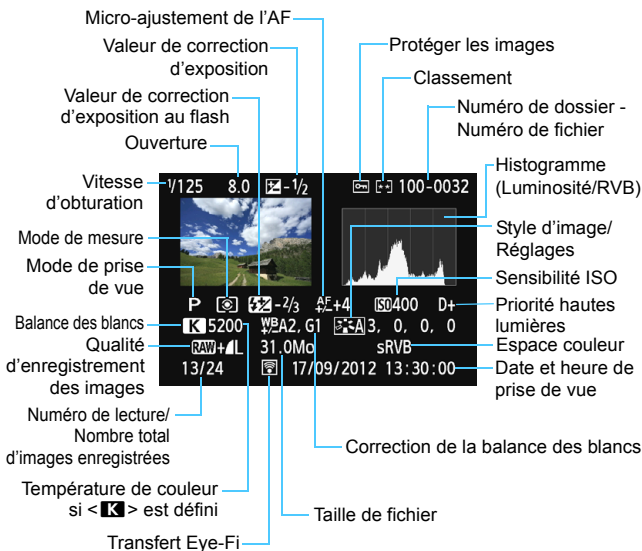 Micro-ajustement de l'AF
Valeur de correction
d'exposition
Valeur de correction
d'exposition au flash
Ouverture
Vitesse
d'obturation
Mode de mesure
Mode de prise
de vue
Balance des blancs
Qualité
d'enregistrement
des images
Numéro de lecture/
Nombre total
d'images enregistrées
Température de couleur
si <K> est défini
Transfert Eye-Fi
Protéger les images
Classement
Numéro de dossier -
Numéro de fichier
Histogramme
(Luminosité/RVB)
Style d'image/
Réglages
Sensibilité ISO
Priorité hautes
lumières
Espace couleur
Date et heure de
prise de vue
Correction de la balance des blancs
Taille de fichier
1/125 8.0 -1/2 100-0032
P -2/3 AF+4 ISO400 D+
K 5200 WB A2, G1 A 3, 0, 0, 0
RAW+L 31.0Mo sRVB
13/24 17/09/2012 13:30:00